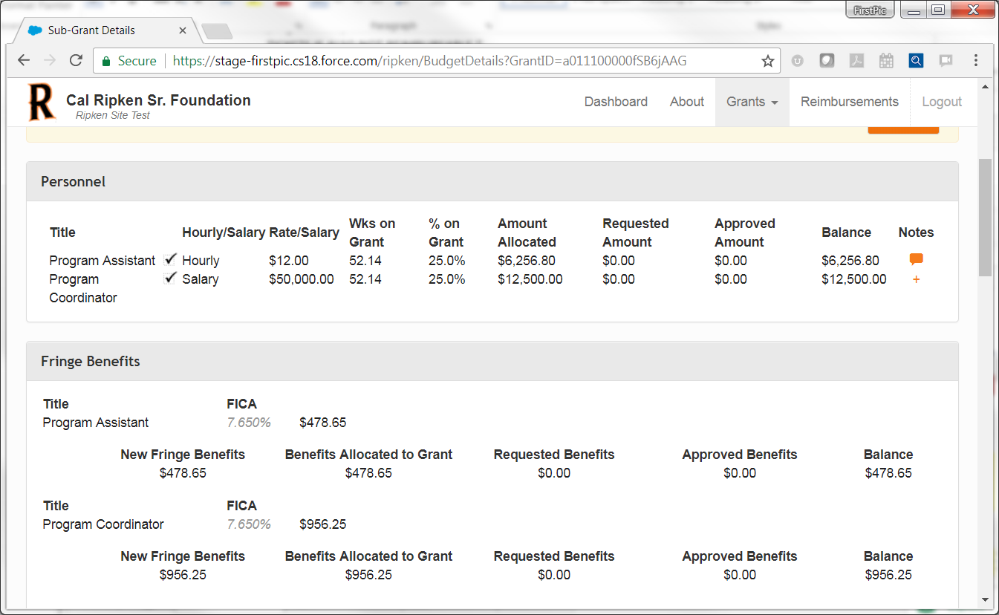 FirstPic
Sub-Grant Details
Secure https://stage-firstpic.cs18.force.com/ripken/BudgetDetails?GrantID=a011100000fSB6jAAG
R Cal Ripken Sr. Foundation
Ripken Site Test
Dashboard About Grants Reimbursements Logout
Personnel
Title Hourly/Salary Rate/Salary Wks on Grant % on Grant Amount Allocated Requested Amount Approved Amount Balance Notes
Program Assistant Hourly $12.00 52.14 25.0% $6,256.80 $0.00 $0.00 $6,256.80
Program Coordinator Salary $50,000.00 52.14 25.0% $12,500.00 $0.00 $0.00 $12,500.00 +
Fringe Benefits
Title FICA
Program Assistant 7.650% $478.65
New Fringe Benefits Benefits Allocated to Grant Requested Benefits Approved Benefits Balance
$478.65 $478.65 $0.00 $0.00 $478.65
Title FICA
Program Coordinator 7.650% $956.25
New Fringe Benefits Benefits Allocated to Grant Requested Benefits Approved Benefits Balance
$956.25 $956.25 $0.00 $0.00 $956.25